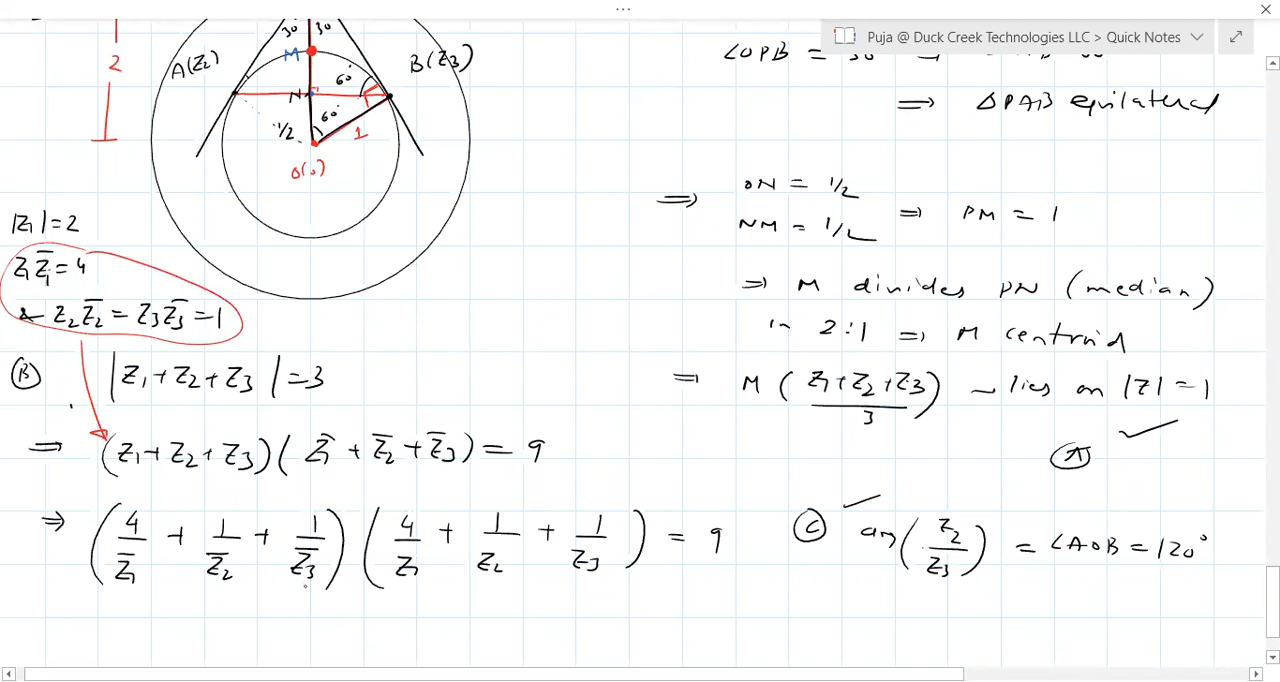 Puja @ Duck Creek Technologies LLC > Quick Notes
30 30
2
M
A(Z2)
B(Z3)
60
N
1/2
60
1
O(0)
⇒ ΔPAB equilateral
⇒ ON = 1/2
NM = 1/2 ⇒ PM = 1
⇒ M divides PN (median)
in 2:1 ⇒ M centroid
⇒ M ( (Z1+Z2+Z3)/3 ) ~ lies on |Z| = 1
(A) ✓
|Z1| = 2
Z1 Z̄1 = 4
& Z2 Z̄2 = Z3 Z̄3 = 1
(B) |Z1 + Z2 + Z3| = 3
⇒ (Z1 + Z2 + Z3)(Z̄1 + Z̄2 + Z̄3) = 9
⇒ (4/Z̄1 + 1/Z̄2 + 1/Z̄3)(4/Z1 + 1/Z2 + 1/Z3) = 9
(C) ✓ arg(Z2/Z3) = ∠AOB = 120°